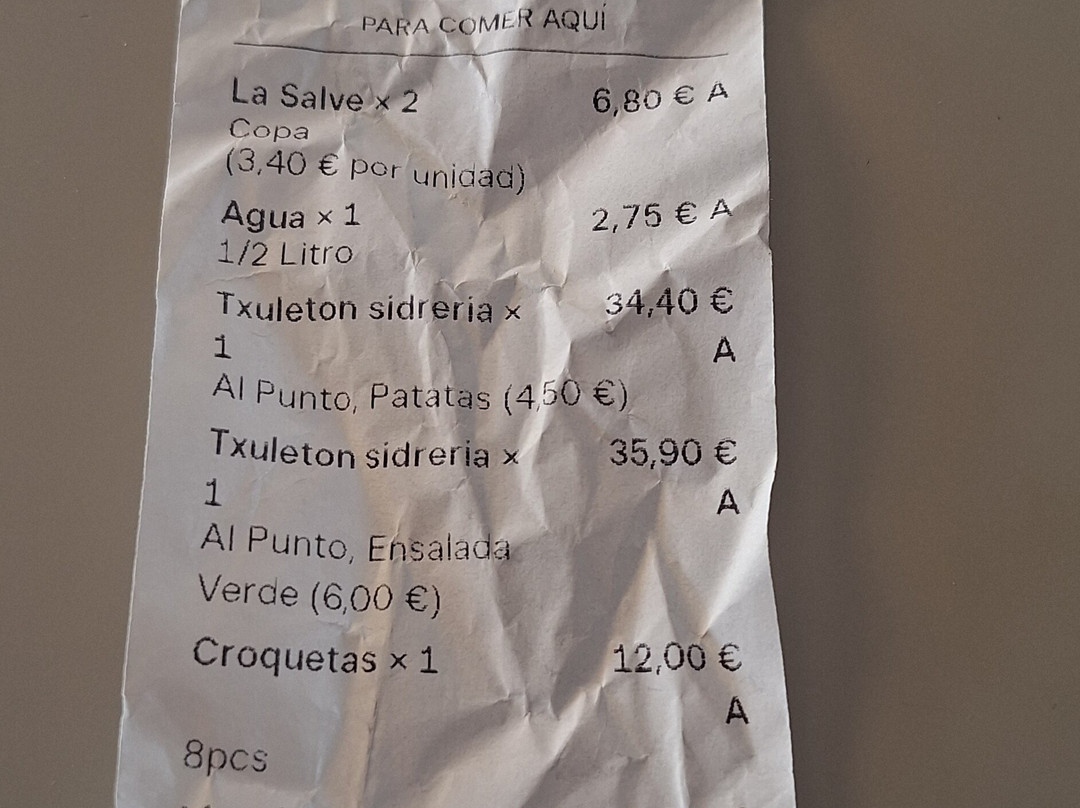 PARA COMER AQUÍ
La Salve x 2 6,80 € A
Copa
(3,40 € por unidad)
Agua x 1 2,75 € A
1/2 Litro
Txuleton sidreria x 34,40 €
1 A
Al Punto, Patatas (4,50 €)
Txuleton sidreria x 35,90 €
1 A
Al Punto, Ensalada
Verde (6,00 €)
Croquetas x 1 12,00 €
A
8pcs